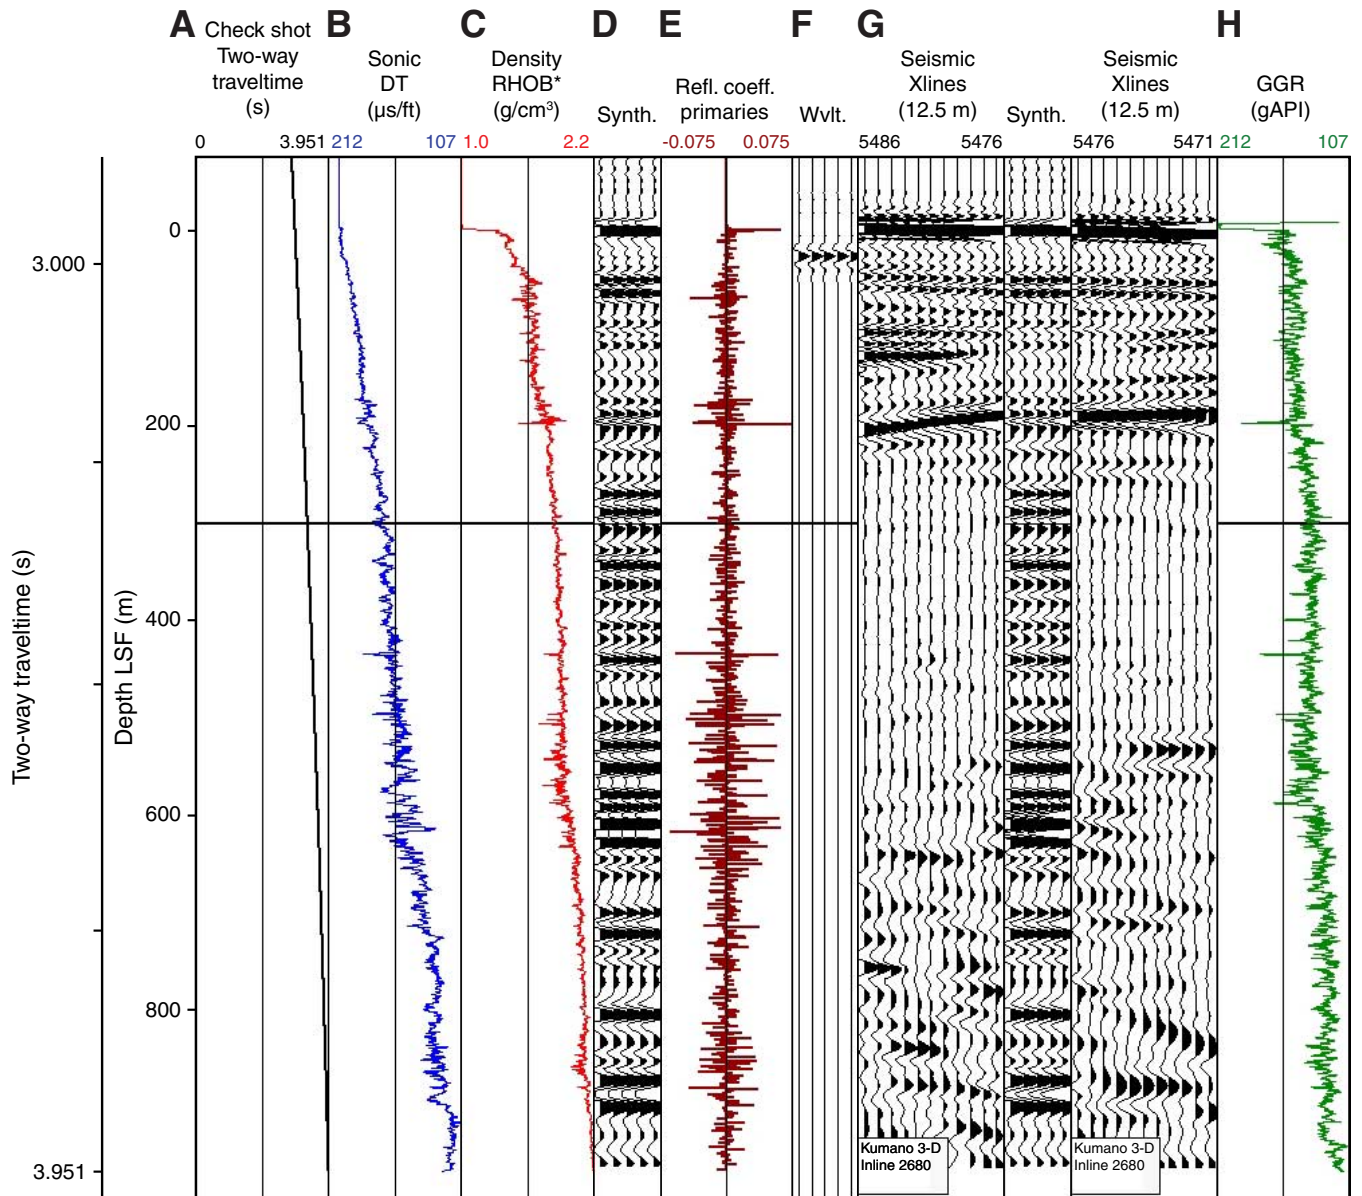 A B C D E F G H
Check shot
Two-way
traveltime
(s)
Sonic
DT
(µs/ft)
Density
RHOB*
(g/cm³)
Synth.
Refl. coeff.
primaries
Wvlt.
Seismic
Xlines
(12.5 m)
Synth.
Seismic
Xlines
(12.5 m)
GGR
(gAPI)
0 3.951 212 107 1.0 2.2 -0.075 0.075 5486 5476 5476 5471 212 107
0
3.000
200
400
600
800
3.951
Two-way traveltime (s)
Depth LSF (m)
Kumano 3-D
Inline 2680
Kumano 3-D
Inline 2680